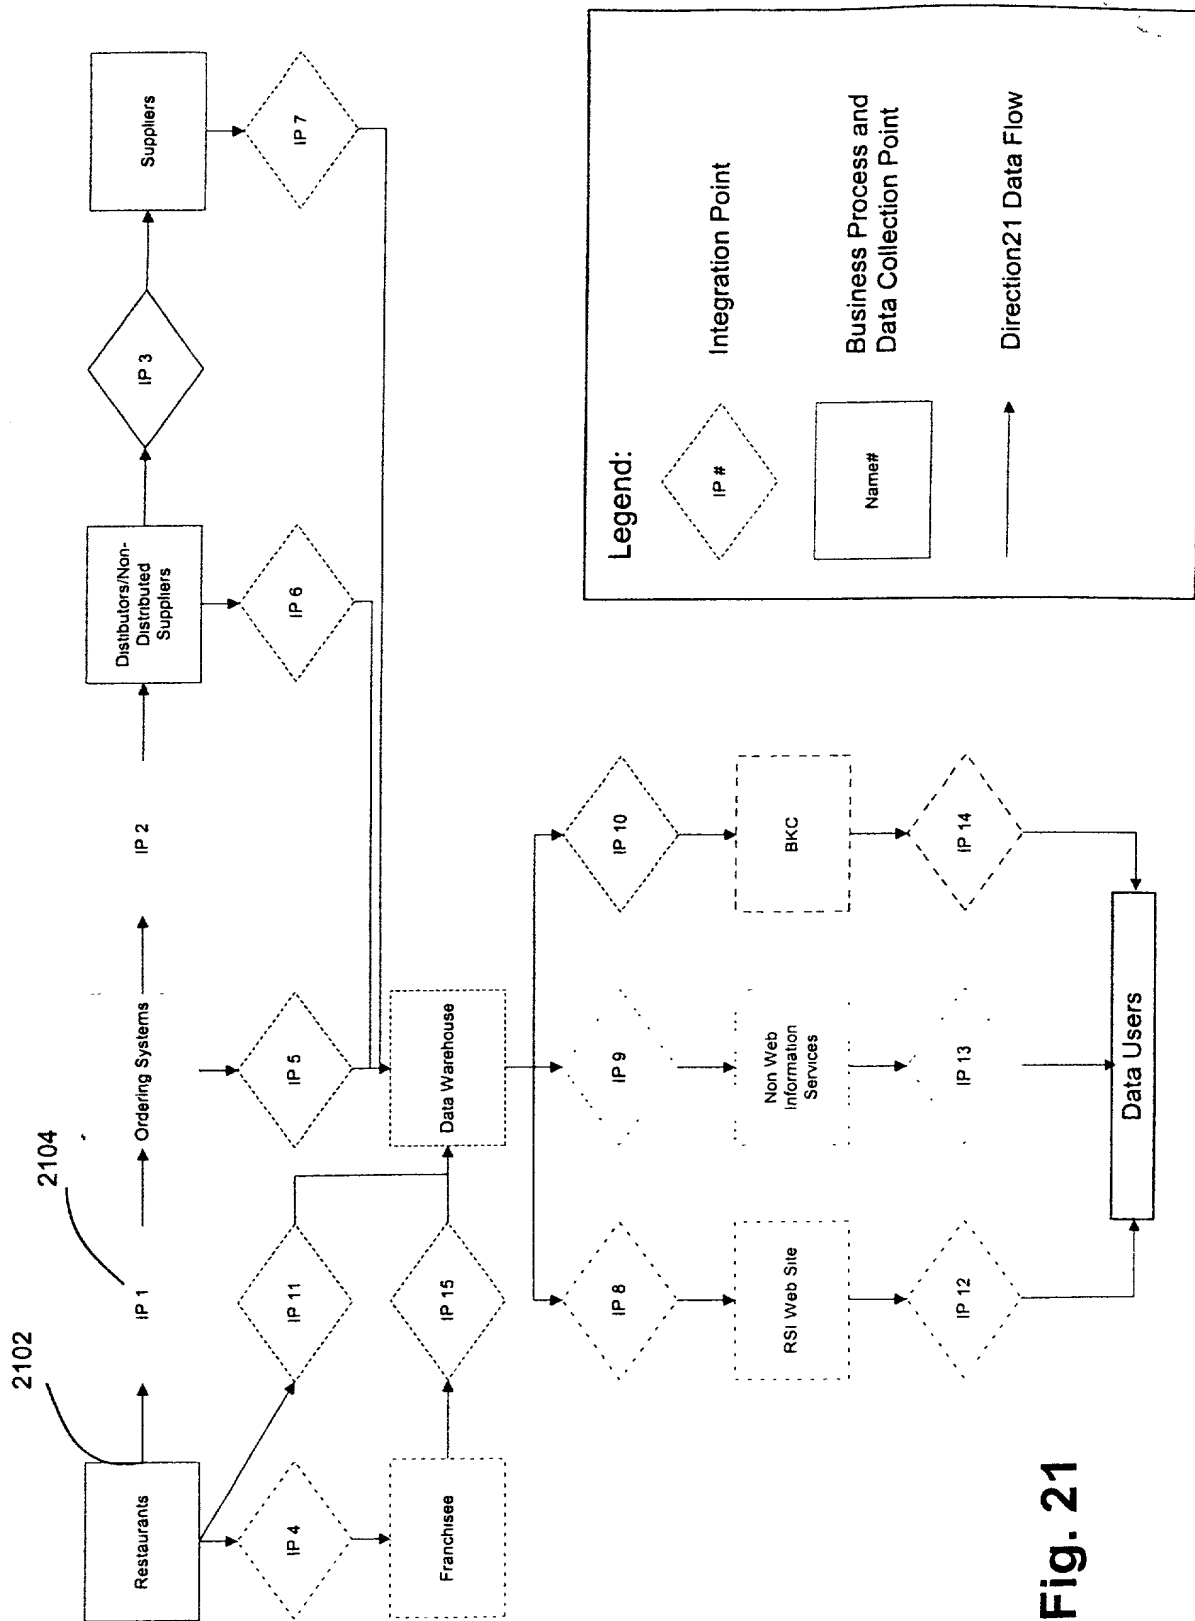 2102
2104
Restaurants
IP 1
Ordering Systems
IP 2
Distibutors/Non-
Distributed
Suppliers
IP 3
Suppliers
IP 4
IP 11
IP 5
IP 6
IP 7
Franchisee
IP 15
Data Warehouse
IP 8
IP 9
IP 10
RSI Web Site
Non Web
Information
Services
BKC
IP 12
IP 13
IP 14
Data Users
Legend:
IP #
Integration Point
Name#
Business Process and
Data Collection Point
Direction21 Data Flow
Fig. 21